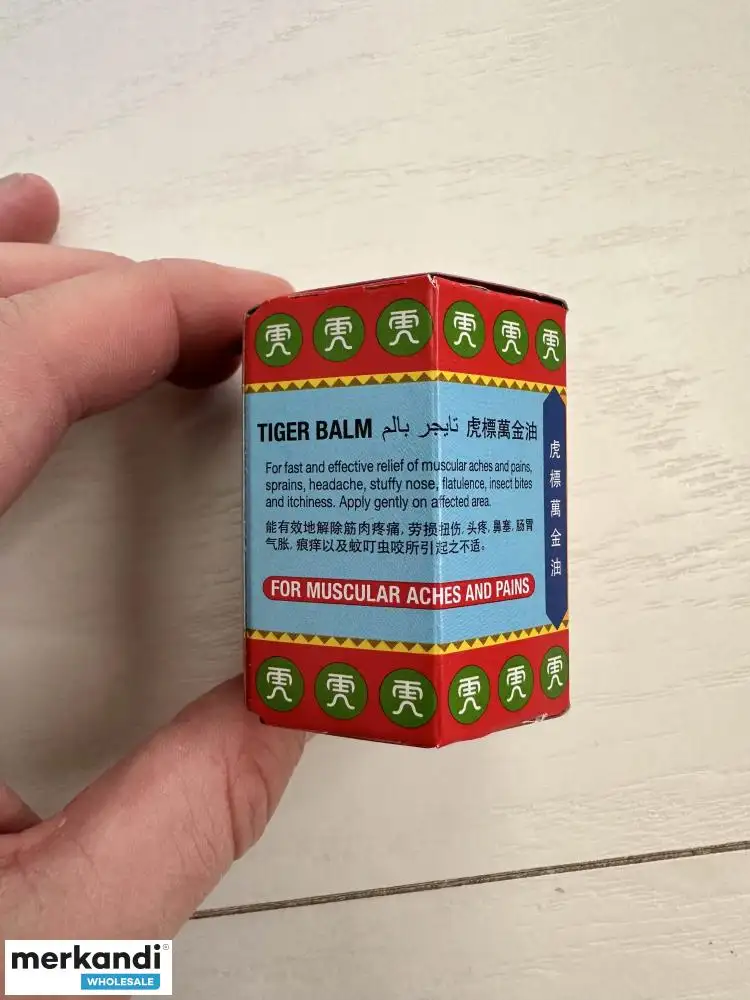 TIGER BALM تايجر بالم 虎標萬金油
For fast and effective relief of muscular aches and pains,
sprains, headache, stuffy nose, flatulence, insect bites
and itchiness. Apply gently on affected area.
能有效地解除筋肉疼痛, 劳损扭伤, 头疼, 鼻塞, 肠胃
气胀, 痕痒以及蚊叮虫咬所引起之不适。
FOR MUSCULAR ACHES AND PAINS
虎標萬金油
merkandi®
WHOLESALE